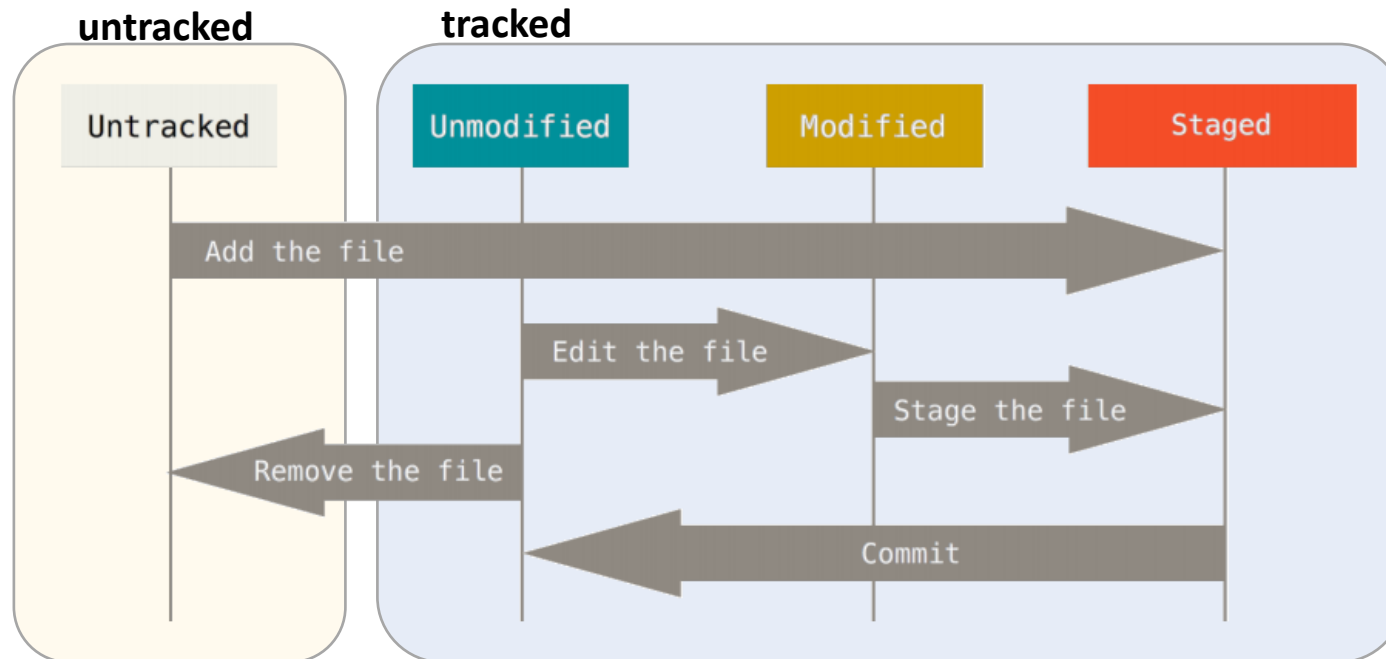 untracked
tracked
Untracked
Unmodified
Modified
Staged
Add the file
Edit the file
Stage the file
Remove the file
Commit